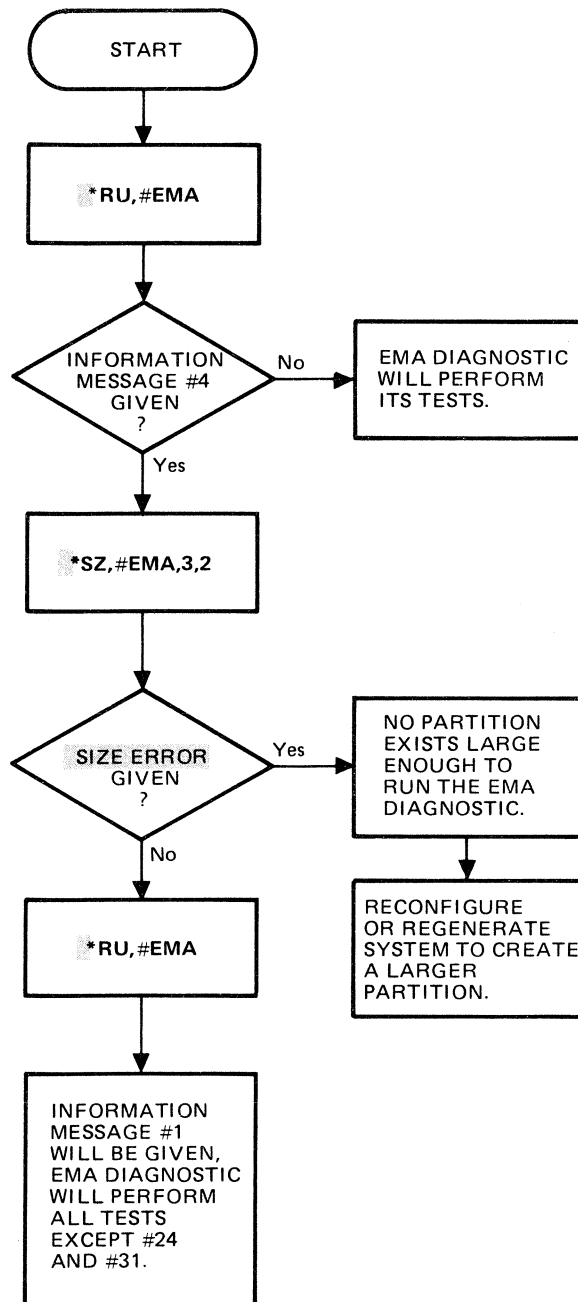 START
*RU,#EMA
INFORMATION
MESSAGE #4
GIVEN
?
No
EMA DIAGNOSTIC
WILL PERFORM
ITS TESTS.
Yes
*SZ,#EMA,3,2
SIZE ERROR
GIVEN
?
Yes
NO PARTITION
EXISTS LARGE
ENOUGH TO
RUN THE EMA
DIAGNOSTIC.
No
RECONFIGURE
OR REGENERATE
SYSTEM TO CREATE
A LARGER
PARTITION.
*RU,#EMA
INFORMATION
MESSAGE #1
WILL BE GIVEN,
EMA DIAGNOSTIC
WILL PERFORM
ALL TESTS
EXCEPT #24
AND #31.